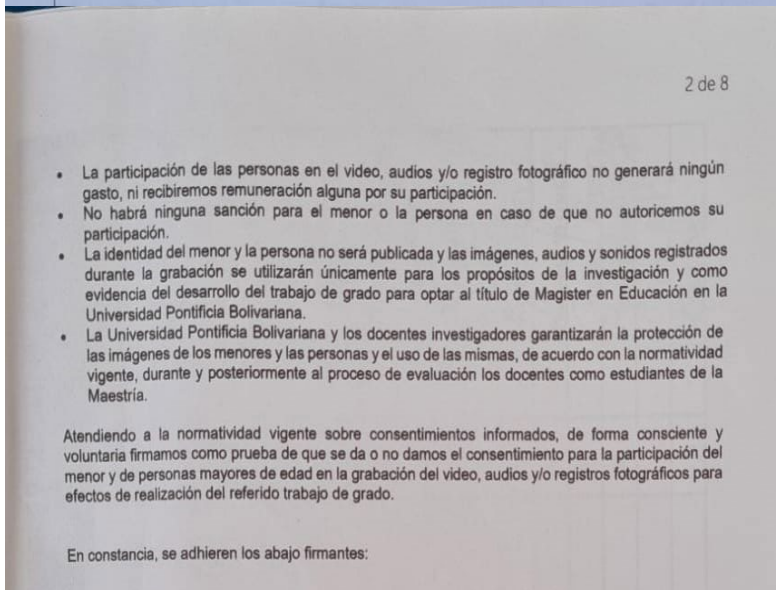 2 de 8
• La participación de las personas en el video, audios y/o registro fotográfico no generará ningún
gasto, ni recibiremos remuneración alguna por su participación.
• No habrá ninguna sanción para el menor o la persona en caso de que no autoricemos su
participación.
• La identidad del menor y la persona no será publicada y las imágenes, audios y sonidos registrados
durante la grabación se utilizarán únicamente para los propósitos de la investigación y como
evidencia del desarrollo del trabajo de grado para optar al título de Magister en Educación en la
Universidad Pontificia Bolivariana.
• La Universidad Pontificia Bolivariana y los docentes investigadores garantizarán la protección de
las imágenes de los menores y las personas y el uso de las mismas, de acuerdo con la normatividad
vigente, durante y posteriormente al proceso de evaluación los docentes como estudiantes de la
Maestría.
Atendiendo a la normatividad vigente sobre consentimientos informados, de forma consciente y
voluntaria firmamos como prueba de que se da o no damos el consentimiento para la participación del
menor y de personas mayores de edad en la grabación del video, audios y/o registros fotográficos para
efectos de realización del referido trabajo de grado.
En constancia, se adhieren los abajo firmantes: